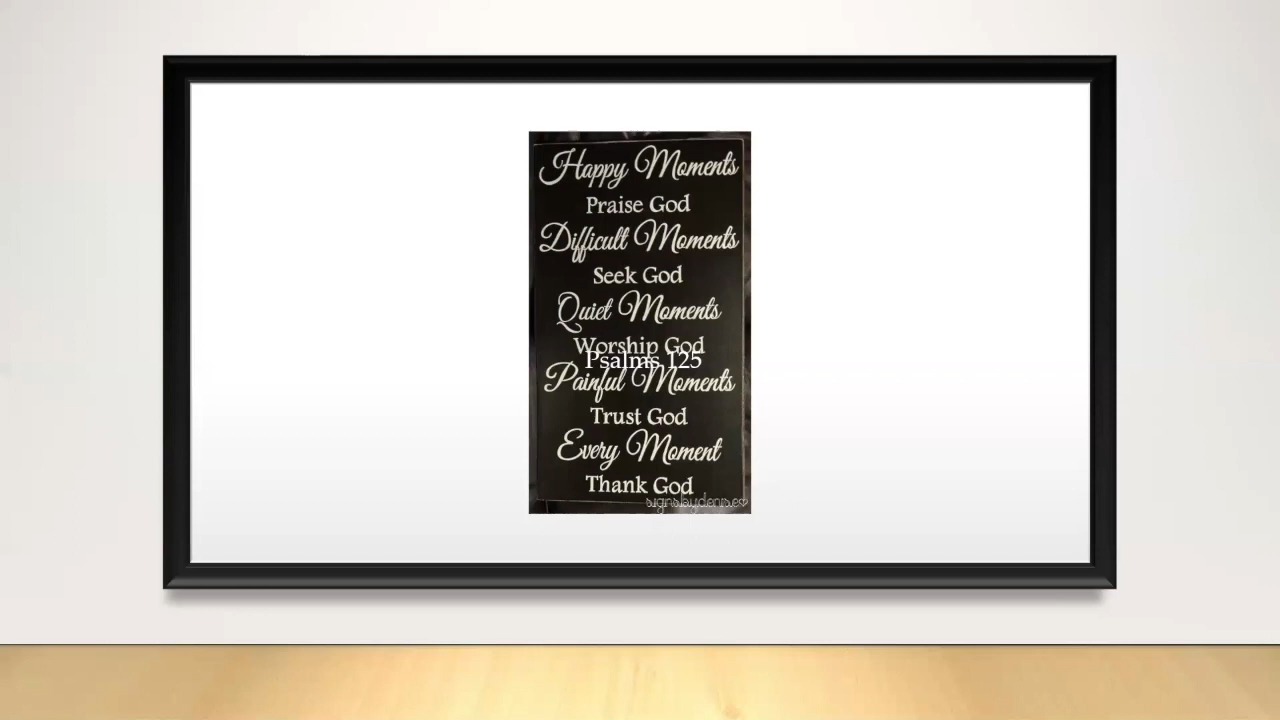 Happy Moments
Praise God
Difficult Moments
Seek God
Quiet Moments
Worship God
Psalms 125
Painful Moments
Trust God
Every Moment
Thank God
signsbydenise